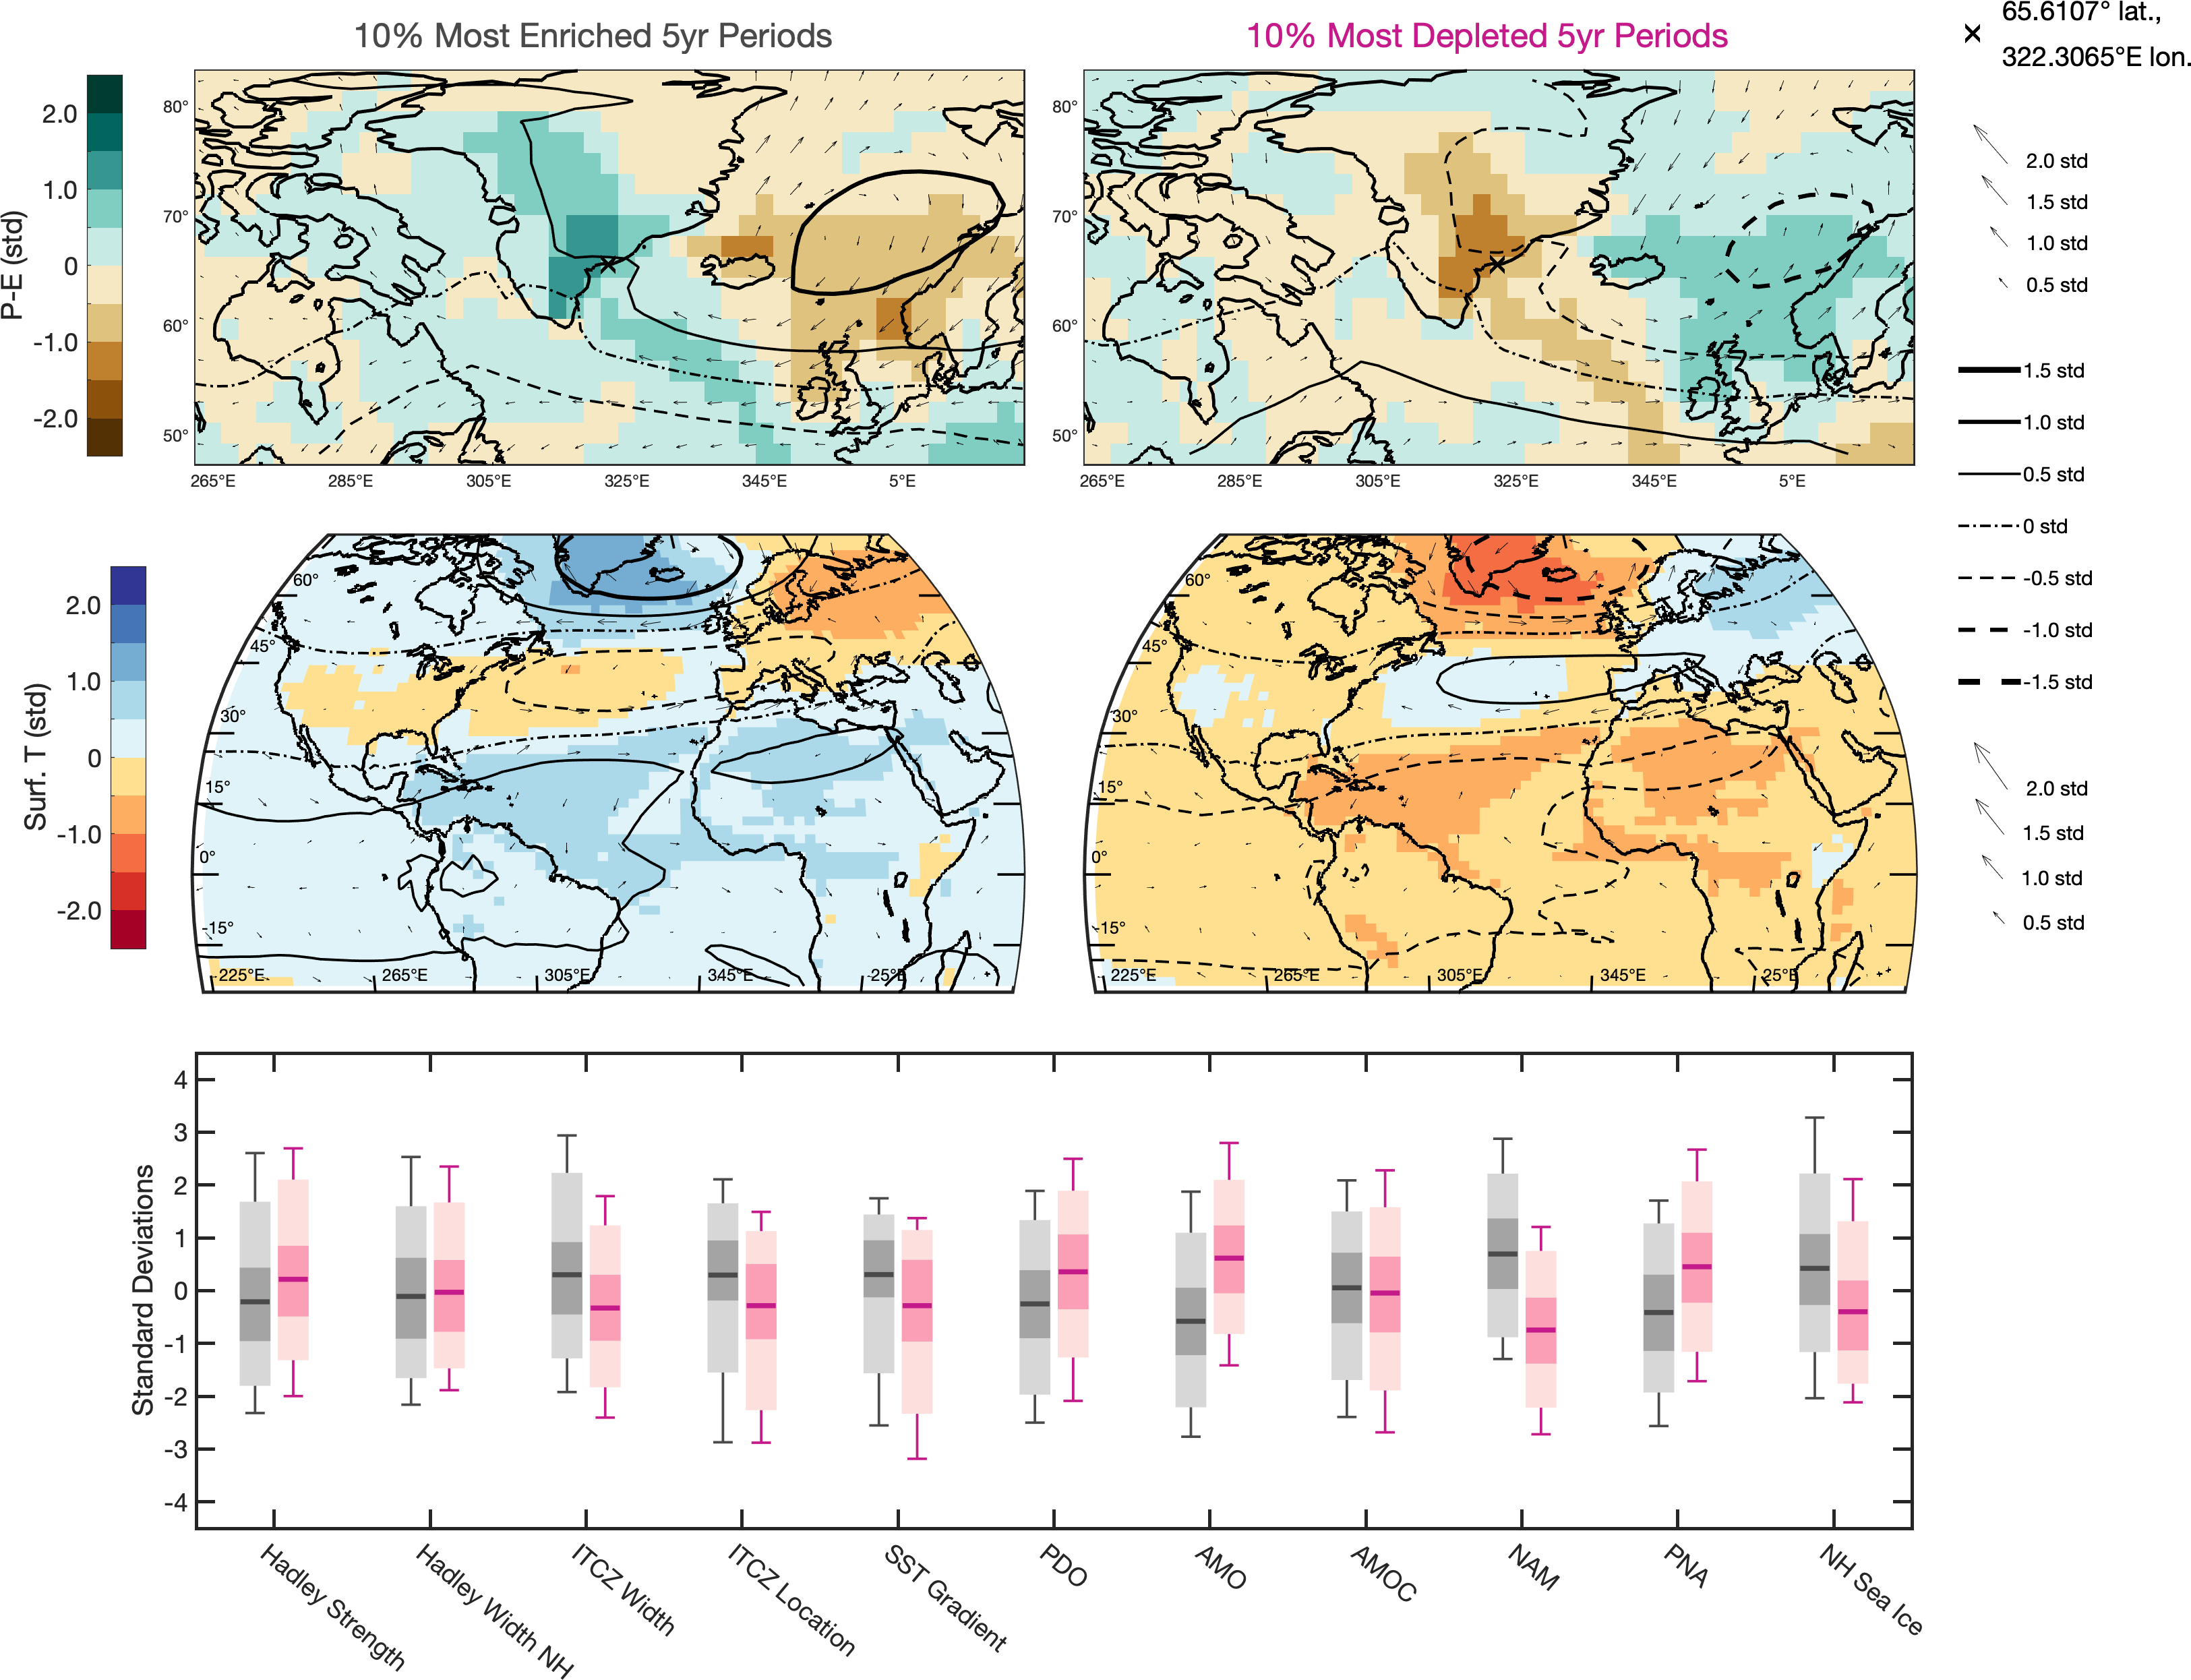 10% Most Enriched 5yr Periods
10% Most Depleted 5yr Periods
65.6107° lat.,
322.3065°E lon.
P-E (std)
2.0
1.0
0
-1.0
-2.0
80°
70°
60°
50°
265°E 285°E 305°E 325°E 345°E 5°E
80°
70°
60°
50°
265°E 285°E 305°E 325°E 345°E 5°E
2.0 std
1.5 std
1.0 std
0.5 std
1.5 std
1.0 std
0.5 std
0 std
-0.5 std
-1.0 std
-1.5 std
Surf. T (std)
2.0
1.0
0
-1.0
-2.0
60°
45°
30°
15°
0°
-15°
225°E 265°E 305°E 345°E 25°E
60°
45°
30°
15°
0°
-15°
225°E 265°E 305°E 345°E 25°E
2.0 std
1.5 std
1.0 std
0.5 std
Standard Deviations
4
3
2
1
0
-1
-2
-3
-4
Hadley Strength
Hadley Width NH
ITCZ Width
ITCZ Location
SST Gradient
PDO
AMO
AMOC
NAM
PNA
NH Sea Ice